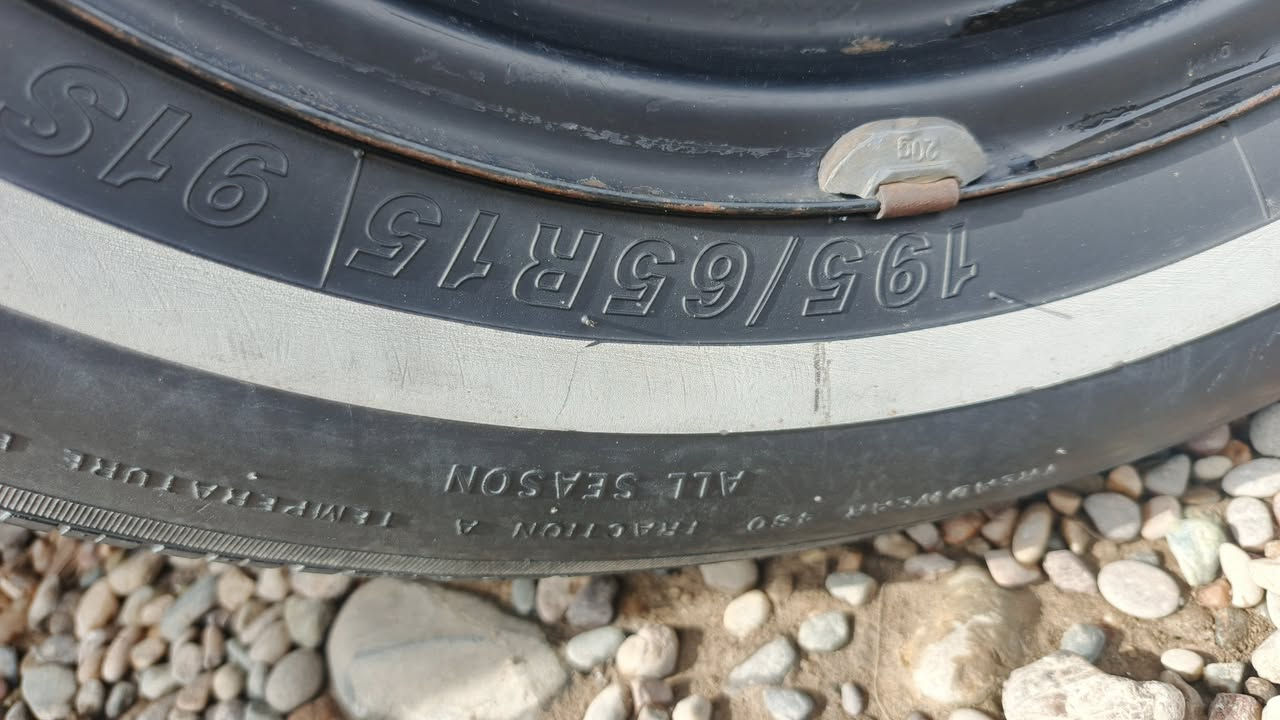 195/65R15 91S
20g
ALL SEASON
TREADWEAR 480 TRACTION A TEMPERATURE